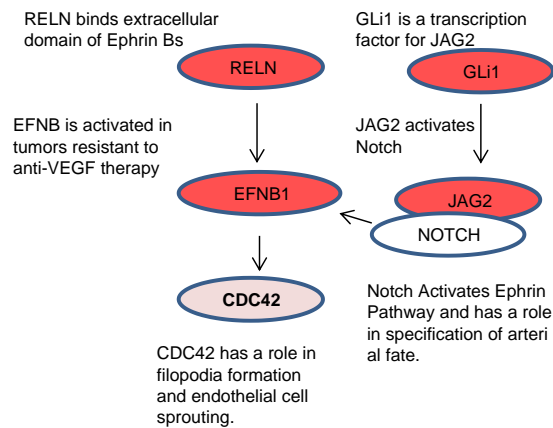 RELN binds extracellular
domain of Ephrin Bs
GLi1 is a transcription
factor for JAG2
RELN
GLi1
EFNB is activated in
tumors resistant to
anti-VEGF therapy
JAG2 activates
Notch
EFNB1
JAG2
NOTCH
CDC42
Notch Activates Ephrin
Pathway and has a role
in specification of arteri
al fate.
CDC42 has a role in
filopodia formation
and endothelial cell
sprouting.